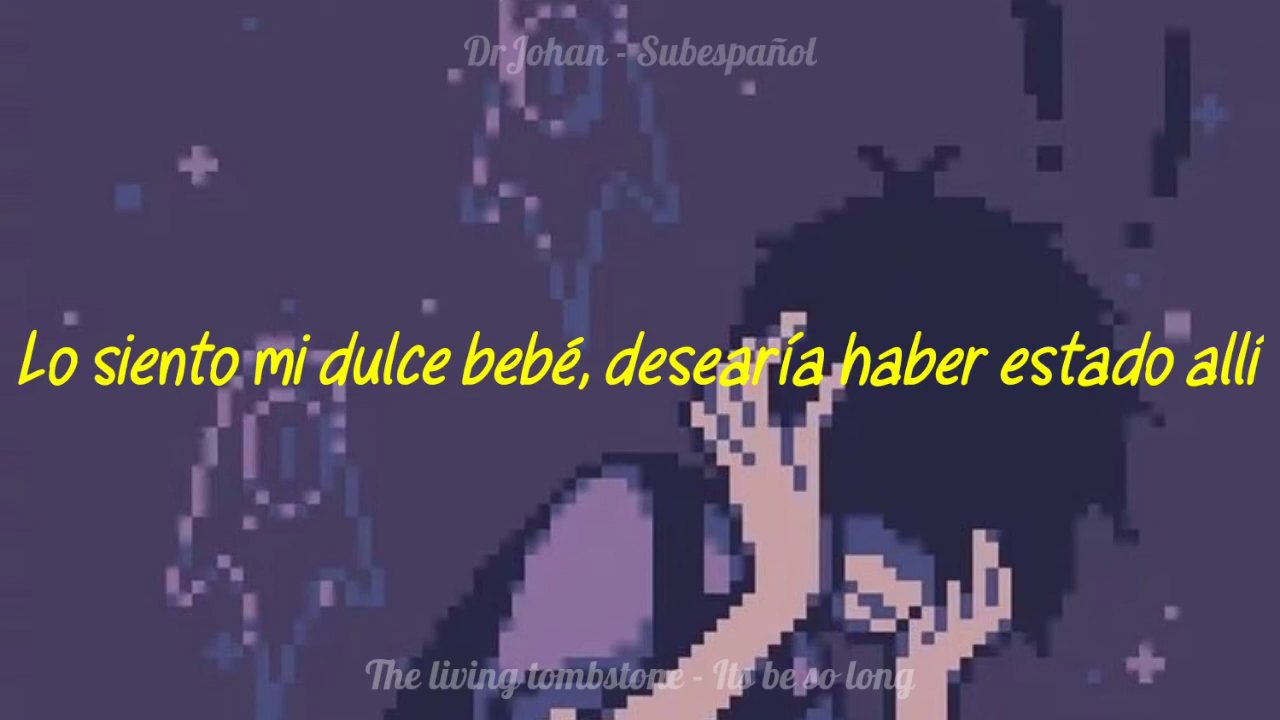 Dr Johan - Subespañol
Lo siento mi dulce bebé, desearía haber estado allí
The living tombstone - Its be so long